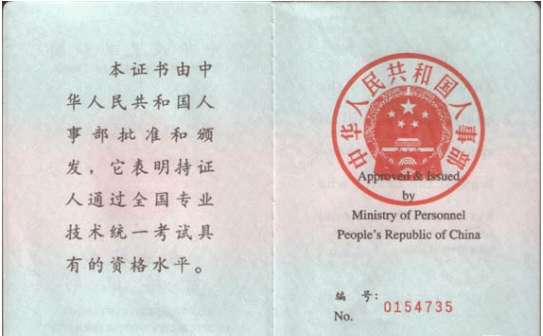 本证书由中
华人民共和国人
事部批准和颁
发，它表明持证
人通过全国专业
技术统一考试具
有的资格水平。
中华人民共和国人事部
Approved & Issued
by
Ministry of Personnel
People's Republic of China
编 号：
No. 0154735